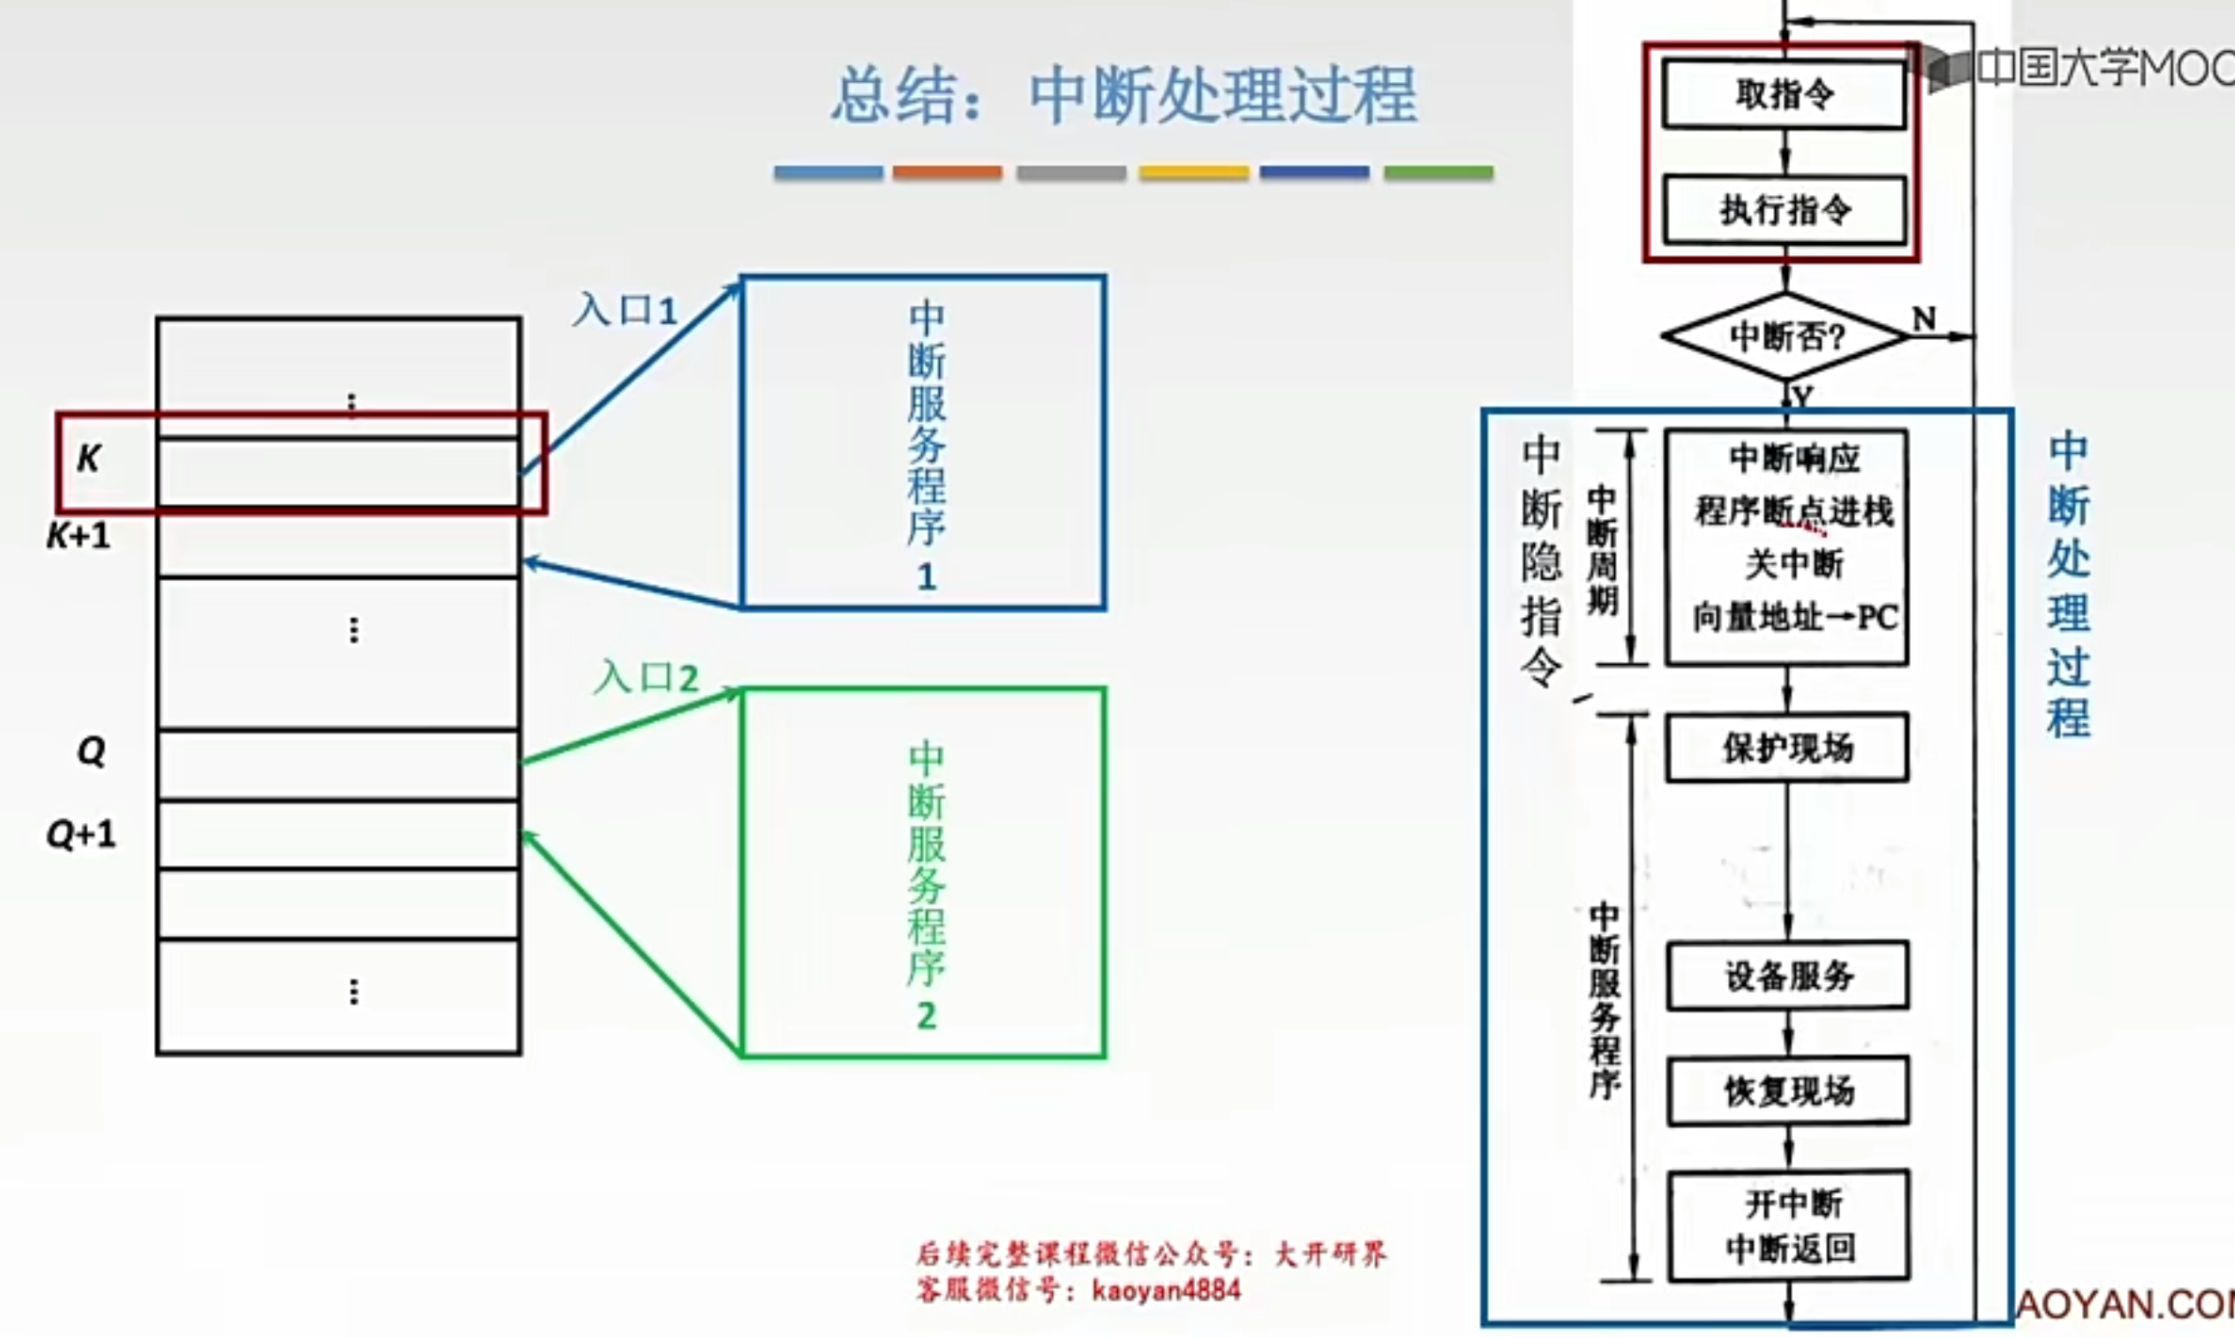 总结：中断处理过程
中国大学MOO
⋮
K
K+1
⋮
Q
Q+1
⋮
入口1
中断服务程序1
入口2
中断服务程序2
取指令
执行指令
中断否?
N
Y
中断隐指令
中断周期
中断响应
程序断点进栈
关中断
向量地址→PC
中断服务程序
保护现场
设备服务
恢复现场
开中断
中断返回
中断处理过程
后续完整课程微信公众号：大开研界
客服微信号：kaoyan4884
AOYAN.CO